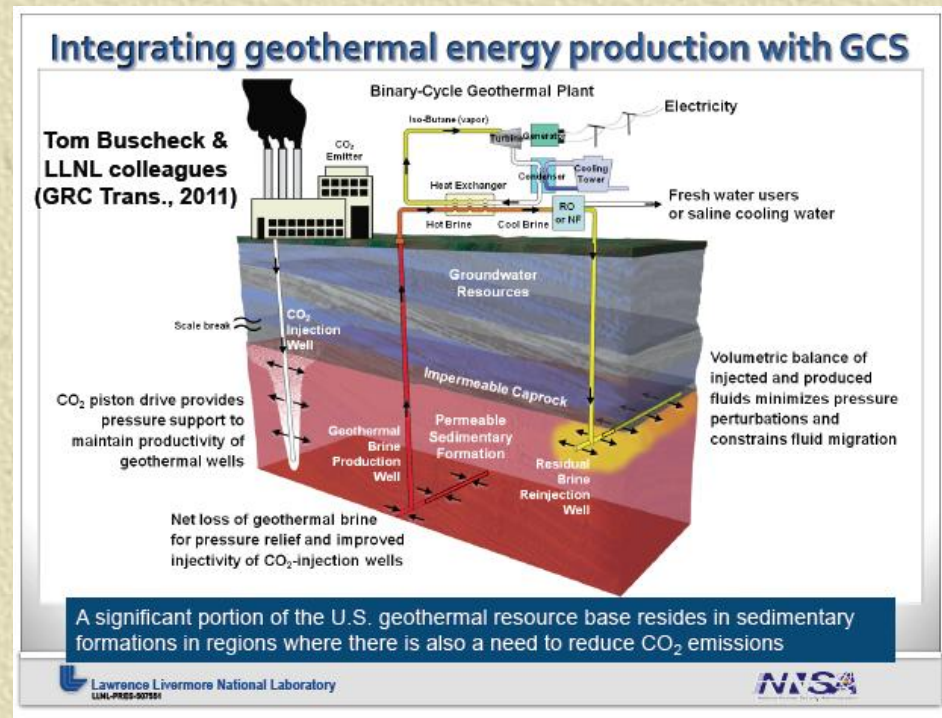 Integrating geothermal energy production with GCS
Tom Buscheck &
LLNL colleagues
(GRC Trans., 2011)
CO₂
Emitter
Binary-Cycle Geothermal Plant
Iso-Butane (vapor)
Turbine
Generator
Electricity
Condenser
Cooling
Tower
Heat Exchanger
Hot Brine
Cool Brine
RO
or NF
Fresh water users
or saline cooling water
Groundwater
Resources
Scale break
CO₂
Injection
Well
Impermeable Caprock
CO₂ piston drive provides
pressure support to
maintain productivity of
geothermal wells
Geothermal
Brine
Production
Well
Permeable
Sedimentary
Formation
Residual
Brine
Reinjection
Well
Volumetric balance of
injected and produced
fluids minimizes pressure
perturbations and
constrains fluid migration
Net loss of geothermal brine
for pressure relief and improved
injectivity of CO₂-injection wells
A significant portion of the U.S. geothermal resource base resides in sedimentary
formations in regions where there is also a need to reduce CO₂ emissions
Lawrence Livermore National Laboratory
LLNL-PRES-507551
NNSA